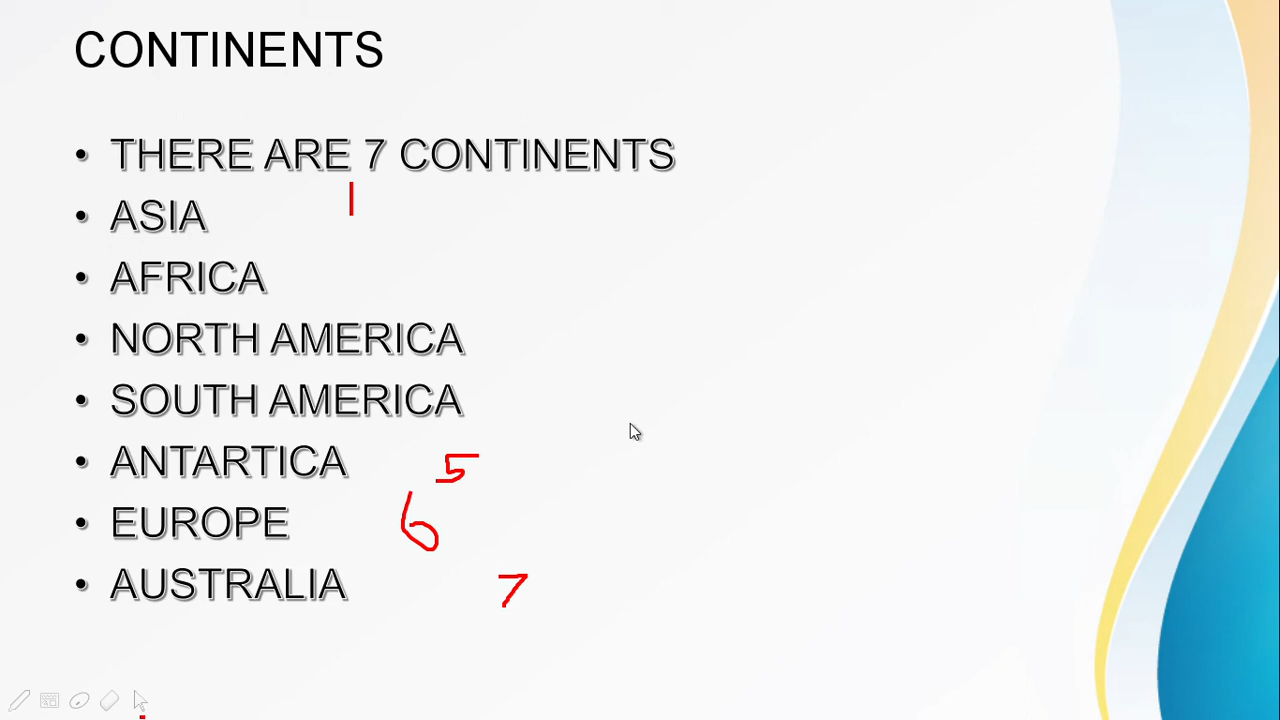 CONTINENTS
• THERE ARE 7 CONTINENTS
• ASIA 1
• AFRICA
• NORTH AMERICA
• SOUTH AMERICA
• ANTARTICA 5
• EUROPE 6
• AUSTRALIA 7